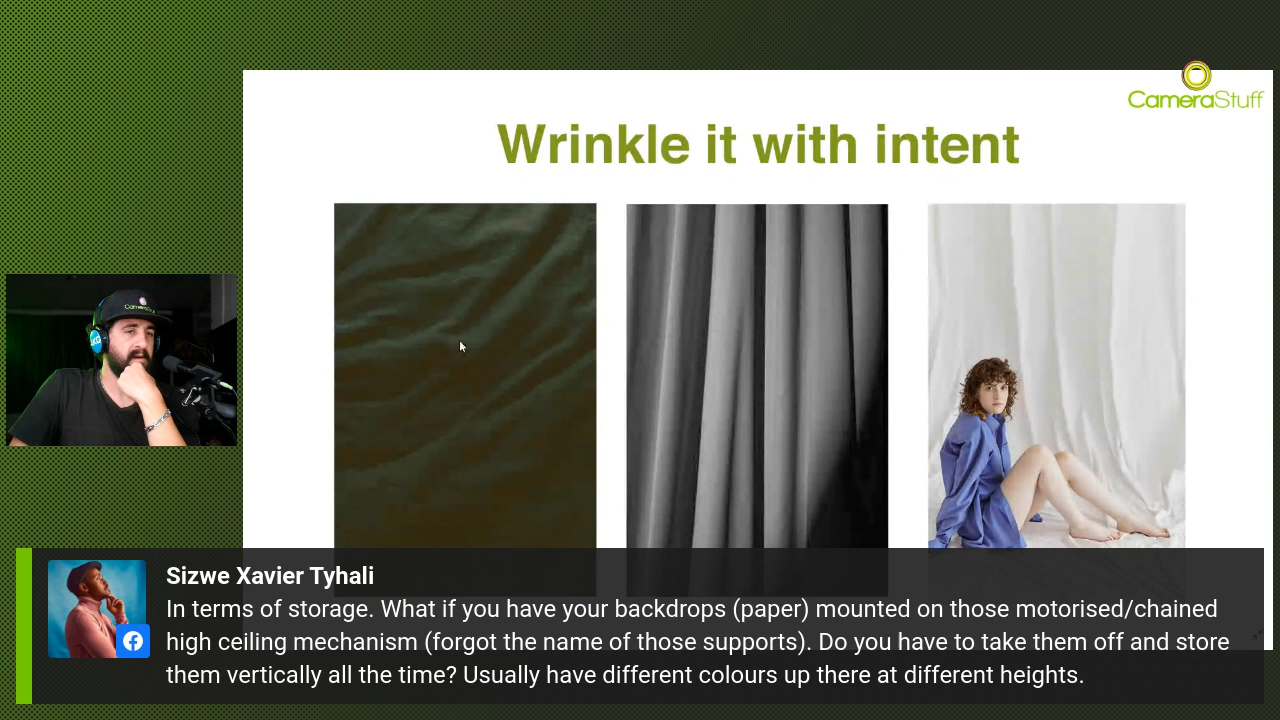 CameraStuff
Wrinkle it with intent
CameraStuff
Sizwe Xavier Tyhali
In terms of storage. What if you have your backdrops (paper) mounted on those motorised/chained
high ceiling mechanism (forgot the name of those supports). Do you have to take them off and store
them vertically all the time? Usually have different colours up there at different heights.